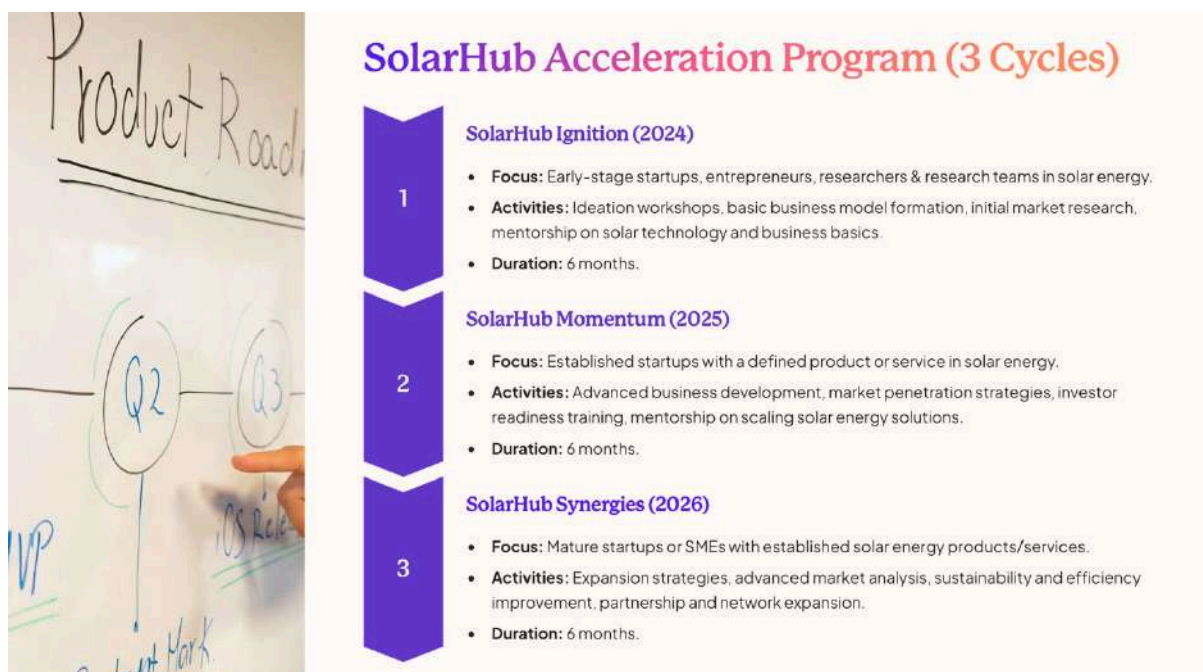 Product Road
Q2
Q3
iOS Rele
SolarHub Acceleration Program (3 Cycles)
1
SolarHub Ignition (2024)
• Focus: Early-stage startups, entrepreneurs, researchers & research teams in solar energy.
• Activities: Ideation workshops, basic business model formation, initial market research,
mentorship on solar technology and business basics.
• Duration: 6 months.
2
SolarHub Momentum (2025)
• Focus: Established startups with a defined product or service in solar energy.
• Activities: Advanced business development, market penetration strategies, investor
readiness training, mentorship on scaling solar energy solutions.
• Duration: 6 months.
3
SolarHub Synergies (2026)
• Focus: Mature startups or SMEs with established solar energy products/services.
• Activities: Expansion strategies, advanced market analysis, sustainability and efficiency
improvement, partnership and network expansion.
• Duration: 6 months.